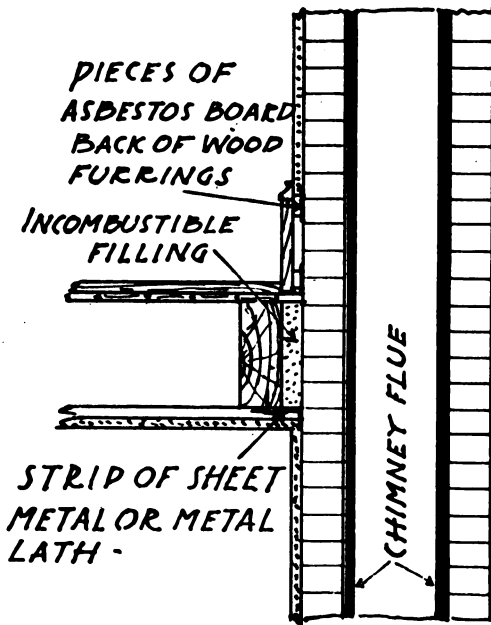 PIECES OF
ASBESTOS BOARD
BACK OF WOOD
FURRINGS
INCOMBUSTIBLE
FILLING
STRIP OF SHEET
METAL OR METAL
LATH -
CHIMNEY FLUE